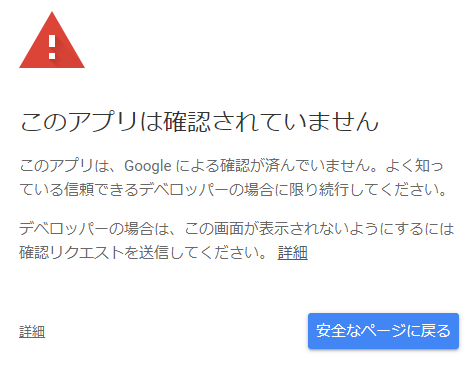 このアプリは確認されていません
このアプリは、Google による確認が済んでいません。よく知っ
ている信頼できるデベロッパーの場合に限り続行してください。
デベロッパーの場合は、この画面が表示されないようにするには
確認リクエストを送信してください。 詳細
詳細
安全なページに戻る